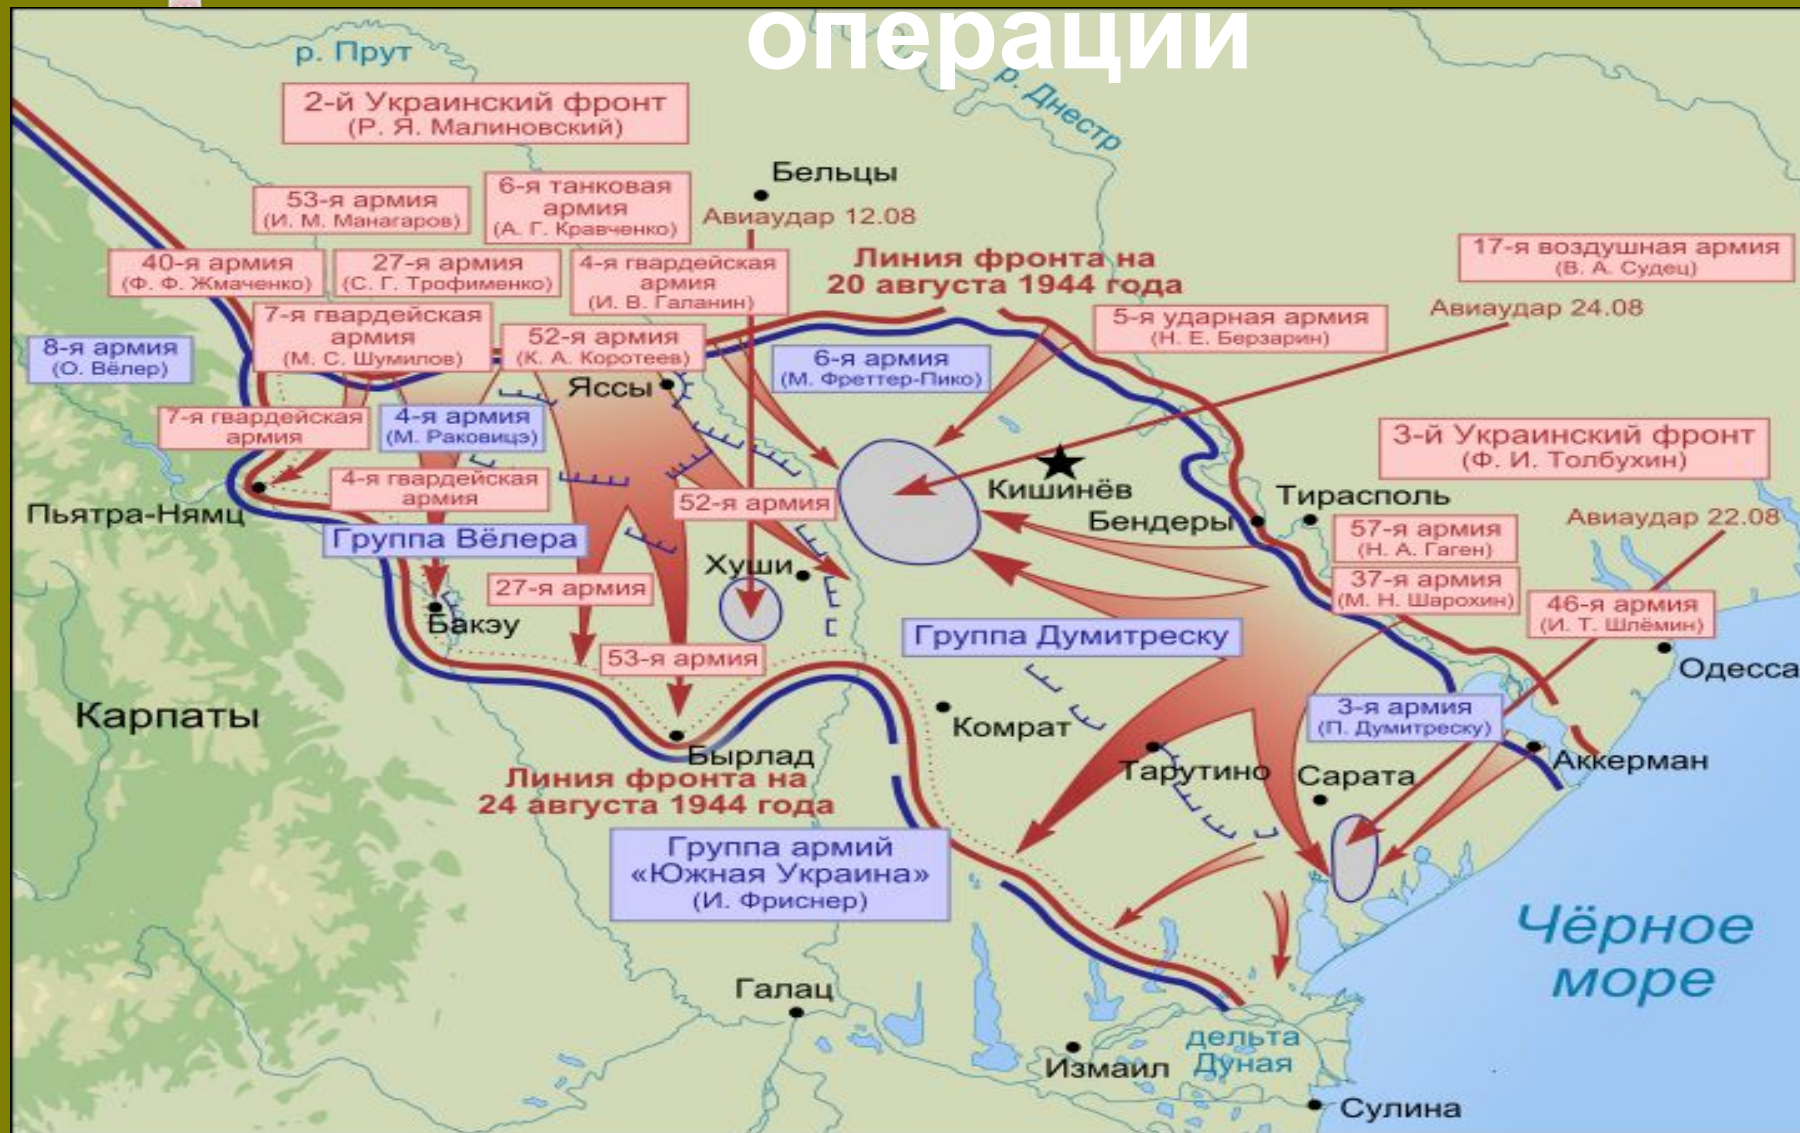 операции
р. Прут
р. Днестр
2-й Украинский фронт
(Р. Я. Малиновский)
Бельцы
53-я армия
(И. М. Манагаров)
6-я танковая
армия
(А. Г. Кравченко)
Авиаудар 12.08
40-я армия
(Ф. Ф. Жмаченко)
27-я армия
(С. Г. Трофименко)
4-я гвардейская
армия
(И. В. Галанин)
Линия фронта на
20 августа 1944 года
17-я воздушная армия
(В. А. Судец)
Авиаудар 24.08
7-я гвардейская
армия
(М. С. Шумилов)
52-я армия
(К. А. Коротеев)
5-я ударная армия
(Н. Е. Берзарин)
8-я армия
(О. Вёлер)
6-я армия
(М. Фреттер-Пико)
Яссы
7-я гвардейская
армия
4-я армия
(М. Раковицэ)
3-й Украинский фронт
(Ф. И. Толбухин)
4-я гвардейская
армия
52-я армия
Кишинёв
Тирасполь
Бендеры
Пьятра-Нямц
Группа Вёлера
57-я армия
(Н. А. Гаген)
Авиаудар 22.08
Хуши
27-я армия
37-я армия
(М. Н. Шарохин)
46-я армия
(И. Т. Шлёмин)
Бакэу
Группа Думитреску
53-я армия
Одесса
Карпаты
Комрат
3-я армия
(П. Думитреску)
Бырлад
Тарутино
Сарата
Аккерман
Линия фронта на
24 августа 1944 года
Группа армий
«Южная Украина»
(И. Фриснер)
Чёрное
море
Галац
дельта
Дуная
Измаил
Сулина